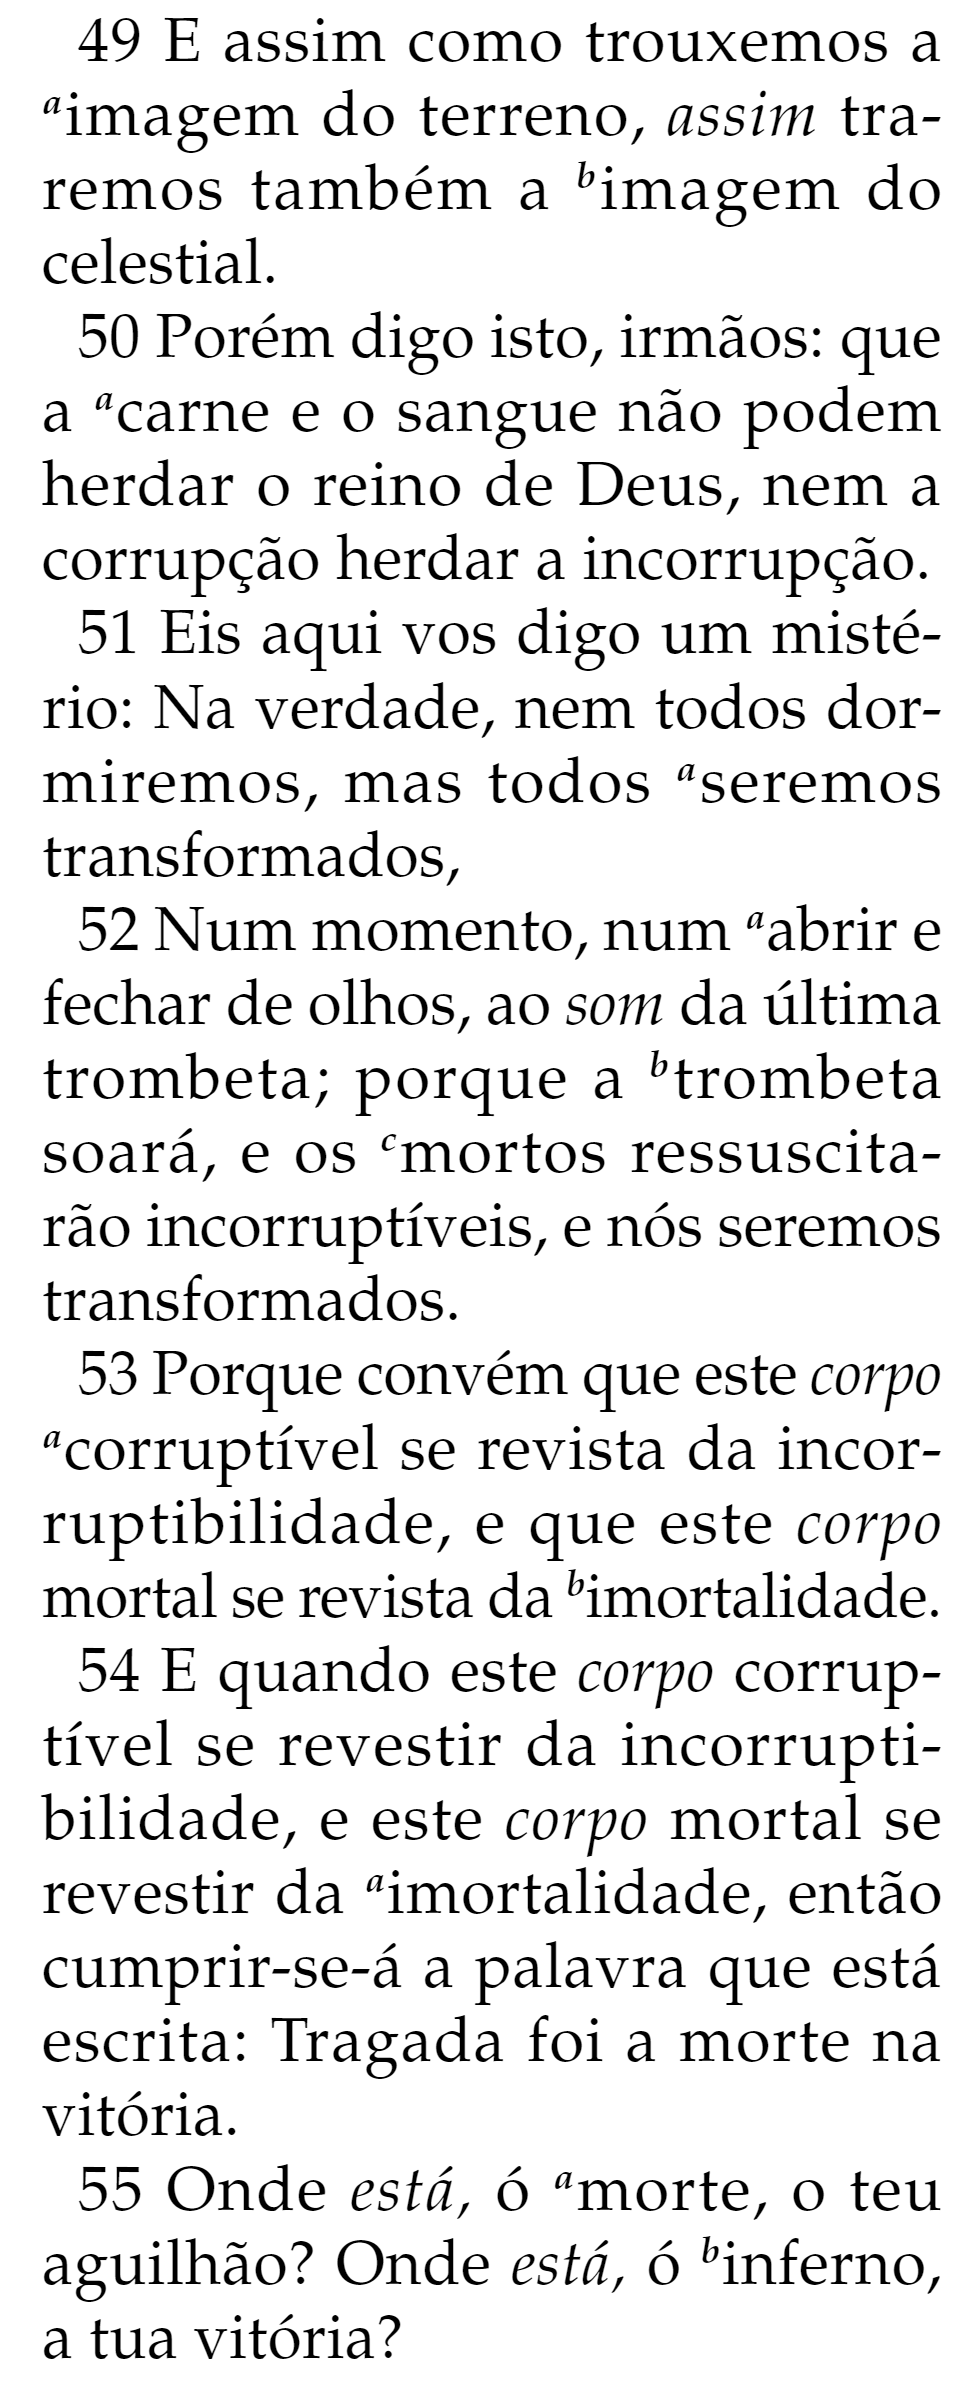 49 E assim como trouxemos a
ᵃimagem do terreno, assim tra-
remos também a ᵇimagem do
celestial.
50 Porém digo isto, irmãos: que
a ᵃcarne e o sangue não podem
herdar o reino de Deus, nem a
corrupção herdar a incorrupção.
51 Eis aqui vos digo um misté-
rio: Na verdade, nem todos dor-
miremos, mas todos ᵃseremos
transformados,
52 Num momento, num ᵃabrir e
fechar de olhos, ao som da última
trombeta; porque a ᵇtrombeta
soará, e os ᶜmortos ressuscita-
rão incorruptíveis, e nós seremos
transformados.
53 Porque convém que este corpo
ᵃcorruptível se revista da incor-
ruptibilidade, e que este corpo
mortal se revista da ᵇimortalidade.
54 E quando este corpo corrup-
tível se revestir da incorrupti-
bilidade, e este corpo mortal se
revestir da ᵃimortalidade, então
cumprir-se-á a palavra que está
escrita: Tragada foi a morte na
vitória.
55 Onde está, ó ᵃmorte, o teu
aguilhão? Onde está, ó ᵇinferno,
a tua vitória?